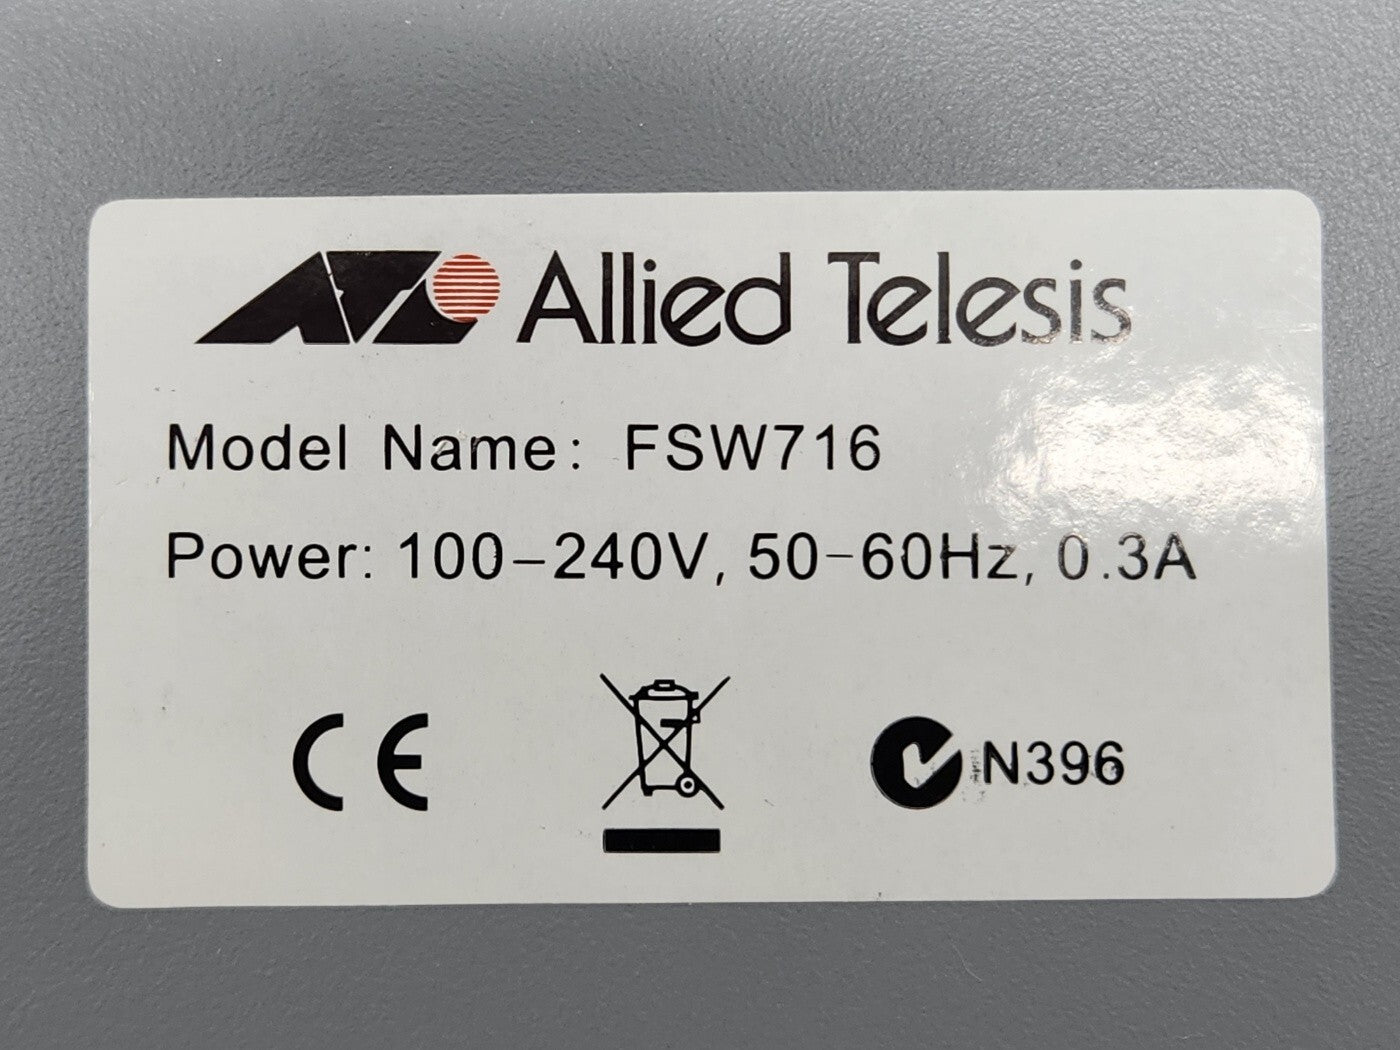 Allied Telesis
Model Name: FSW716
Power: 100-240V, 50-60Hz, 0.3A
CE
N396